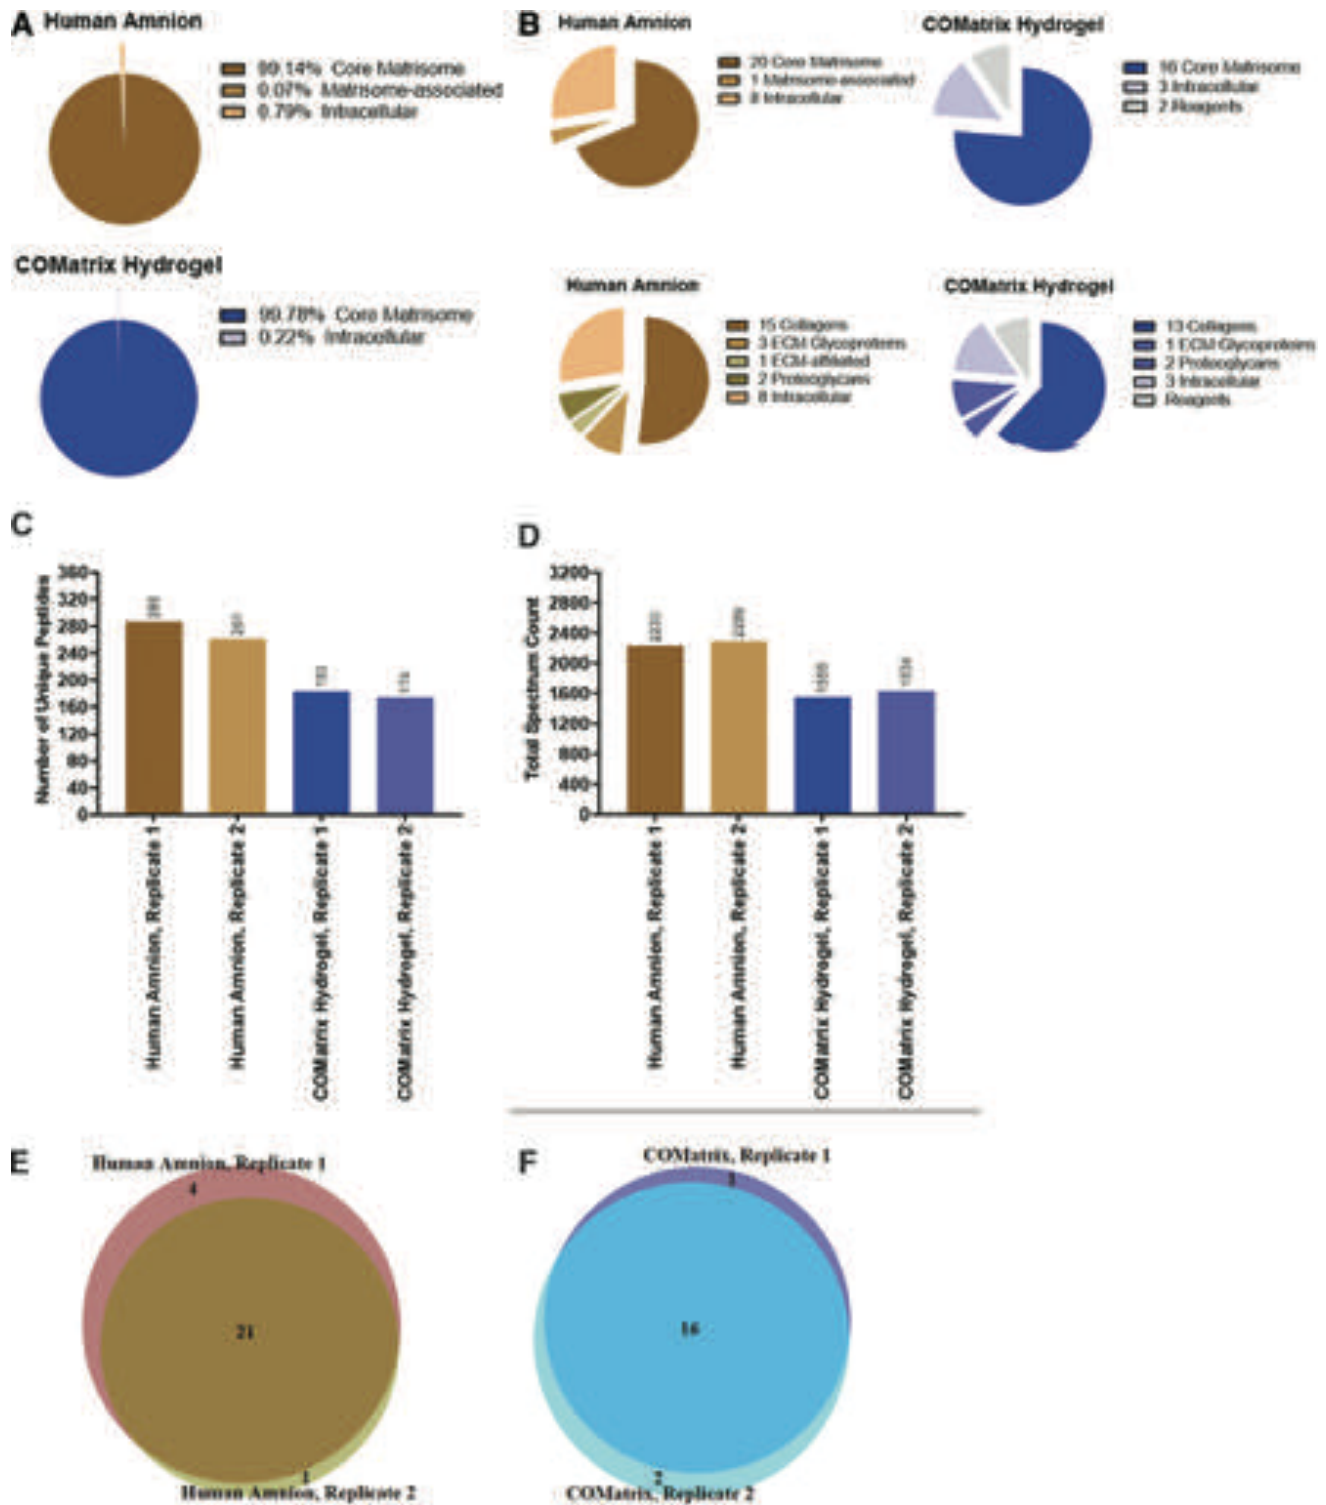 A
Human Amnion
99.14% Core Matrisome
0.07% Matrisome-associated
0.79% Intracellular
COMatrix Hydrogel
99.78% Core Matrisome
0.22% Intracellular
B
Human Amnion
20 Core Matrisome
1 Matrisome-associated
8 Intracellular
COMatrix Hydrogel
16 Core Matrisome
3 Intracellular
2 Reagents
Human Amnion
15 Collagens
3 ECM Glycoproteins
1 ECM-affiliated
2 Proteoglycans
8 Intracellular
COMatrix Hydrogel
13 Collagens
1 ECM Glycoproteins
2 Proteoglycans
3 Intracellular
Reagents
C
Number of Unique Peptides
360
320
280
240
200
160
120
80
40
0
261
183
Human Amnion, Replicate 1
Human Amnion, Replicate 2
COMatrix Hydrogel, Replicate 1
COMatrix Hydrogel, Replicate 2
D
Total Spectrum Count
3200
2800
2400
2000
1600
1200
800
400
0
1634
Human Amnion, Replicate 1
Human Amnion, Replicate 2
COMatrix Hydrogel, Replicate 1
COMatrix Hydrogel, Replicate 2
E
Human Amnion, Replicate 1
4
21
1
Human Amnion, Replicate 2
F
COMatrix, Replicate 1
16
2
COMatrix, Replicate 2